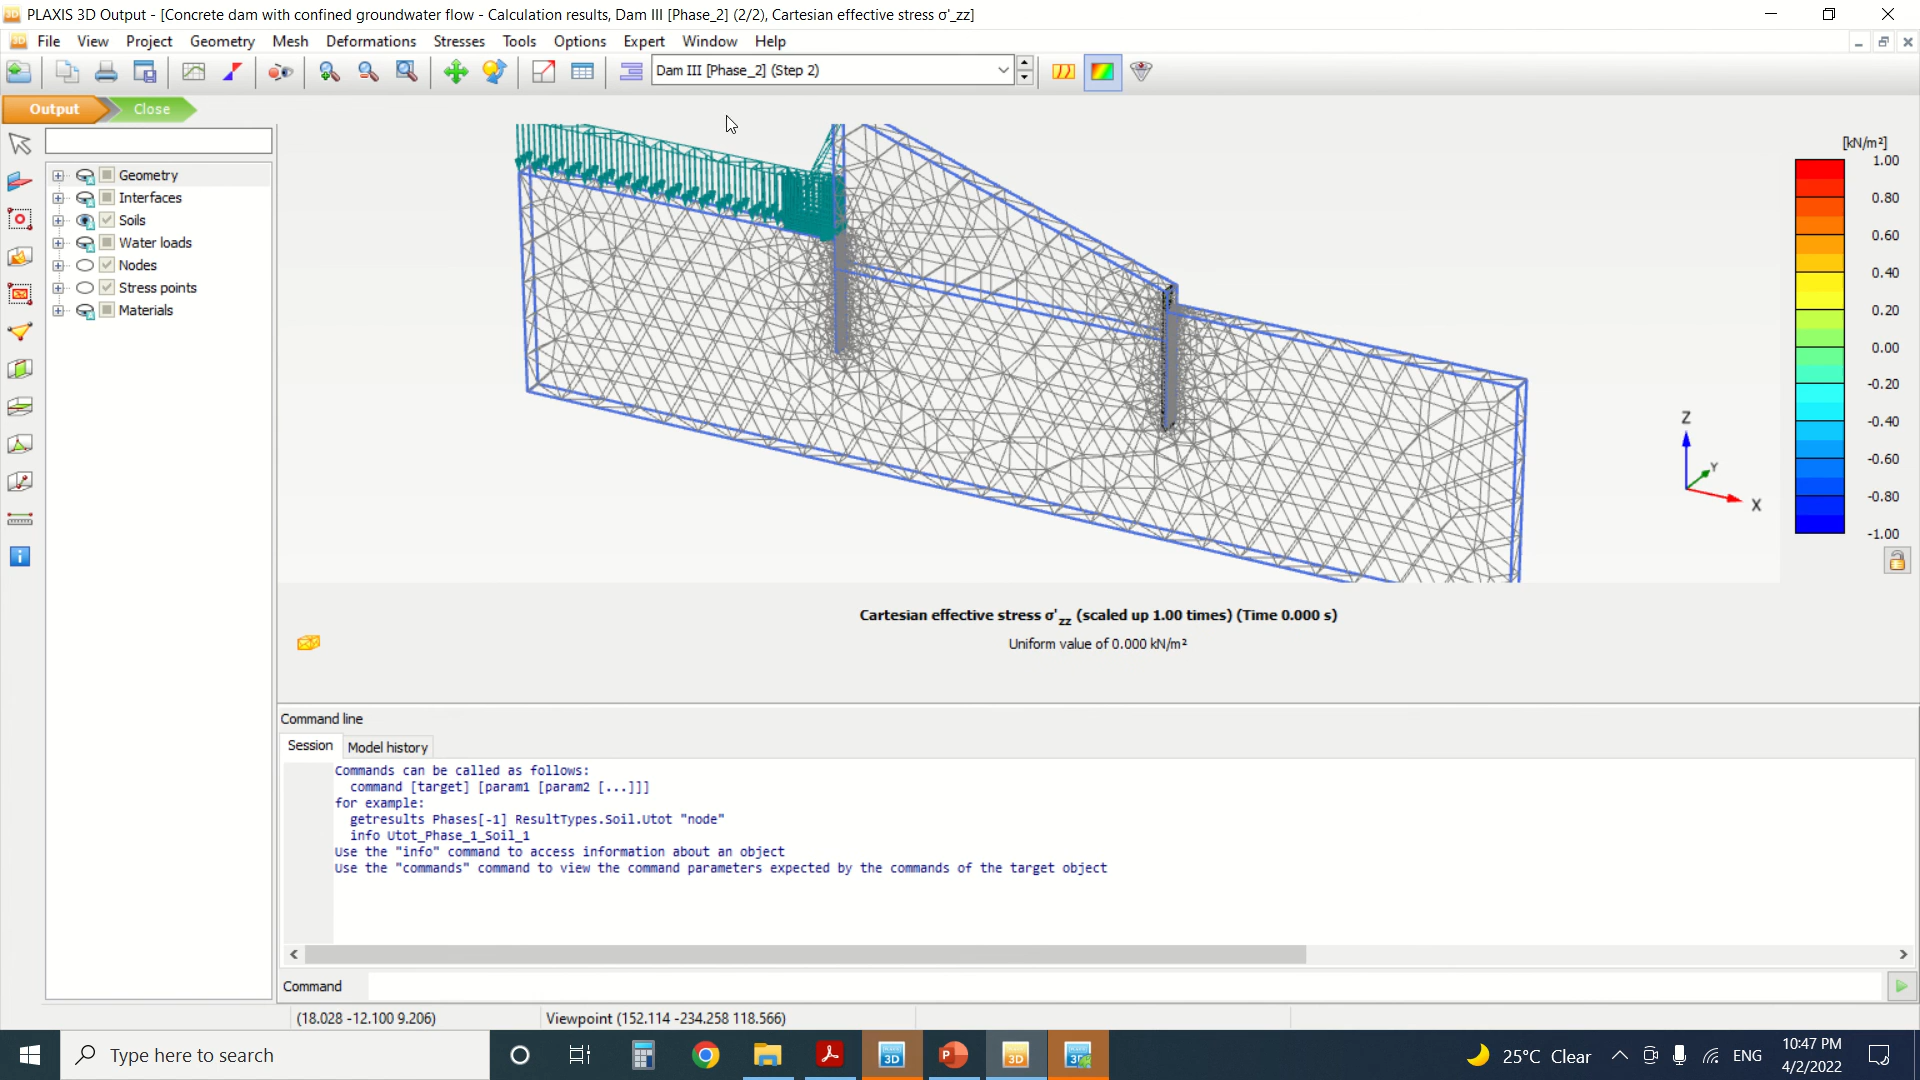 PLAXIS 3D Output - [Concrete dam with confined groundwater flow - Calculation results, Dam III [Phase_2] (2/2), Cartesian effective stress σ'_zz]
File View Project Geometry Mesh Deformations Stresses Tools Options Expert Window Help
Dam III [Phase_2] (Step 2)
Output Close
Geometry
Interfaces
Soils
Water loads
Nodes
Stress points
Materials
[kN/m²]
1.00
0.80
0.60
0.40
0.20
0.00
-0.20
-0.40
-0.60
-0.80
-1.00
Z
Y
X
Cartesian effective stress σ'zz (scaled up 1.00 times) (Time 0.000 s)
Uniform value of 0.000 kN/m²
Command line
Session Model history
Commands can be called as follows:
command [target] [param1 [param2 [...]]]
for example:
getresults Phases[-1] ResultTypes.Soil.Utot "node"
info Utot_Phase_1_Soil_1
Use the "info" command to access information about an object
Use the "commands" command to view the command parameters expected by the commands of the target object
Command
(18.028 -12.100 9.206) Viewpoint (152.114 -234.258 118.566)
Type here to search
25°C Clear ENG
10:47 PM
4/2/2022